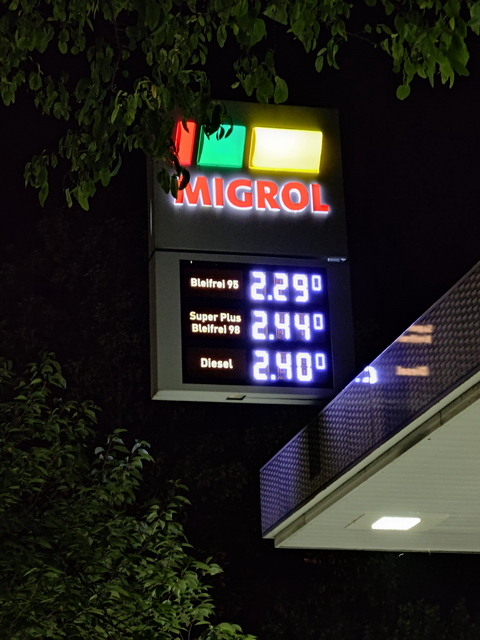 MIGROL
Bleifrei 95 2.290
Super Plus
Bleifrei 98 2.440
Diesel 2.400